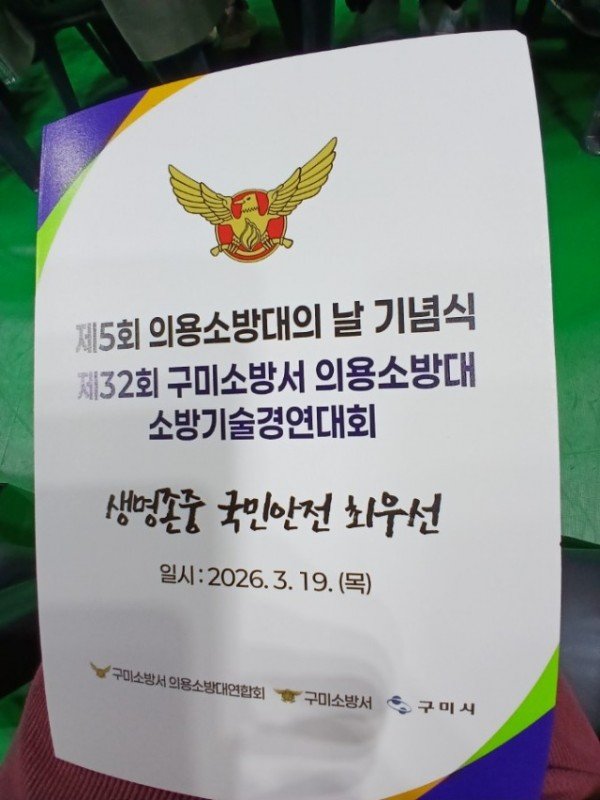 제5회 의용소방대의 날 기념식
제32회 구미소방서 의용소방대
소방기술경연대회
생명존중 국민안전 최우선
일시 : 2026. 3. 19. (목)
구미소방서 의용소방대연합회 구미소방서 구미시